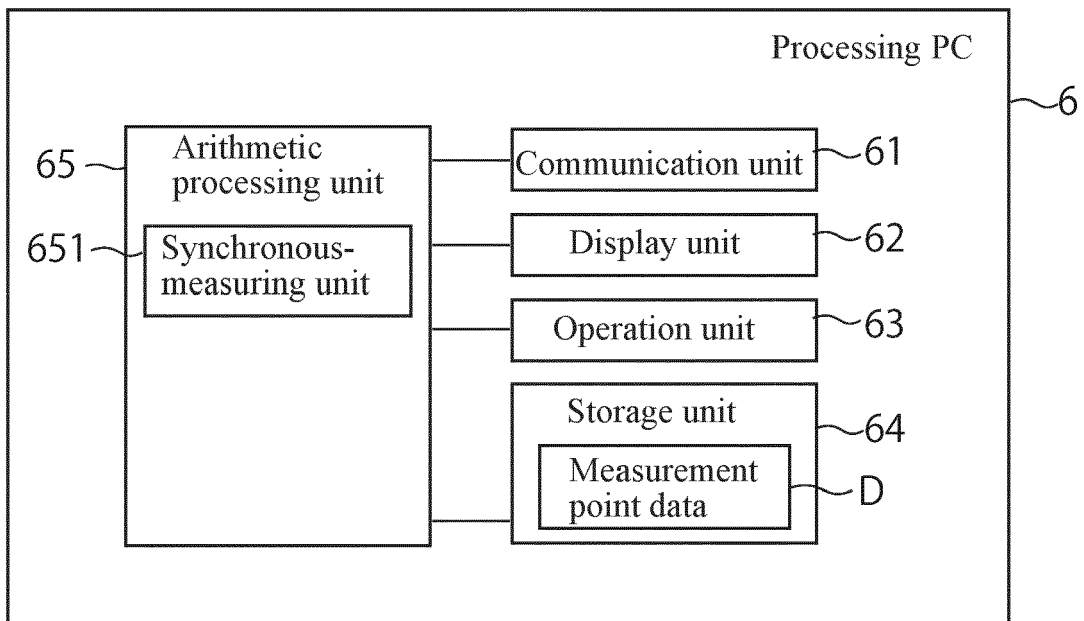 Processing PC
6
65
Arithmetic
processing unit
651
Synchronous-
measuring unit
Communication unit
61
Display unit
62
Operation unit
63
Storage unit
64
Measurement
point data
D